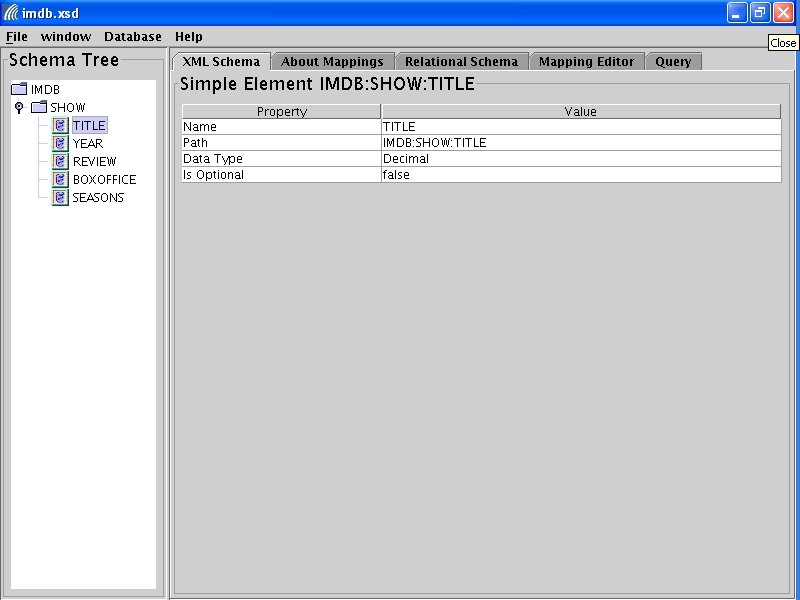 imdb.xsd
File window Database Help
Close
Schema Tree
XML Schema About Mappings Relational Schema Mapping Editor Query
IMDB
SHOW
TITLE
YEAR
REVIEW
BOXOFFICE
SEASONS
Simple Element IMDB:SHOW:TITLE
Property Value
Name TITLE
Path IMDB:SHOW:TITLE
Data Type Decimal
Is Optional false